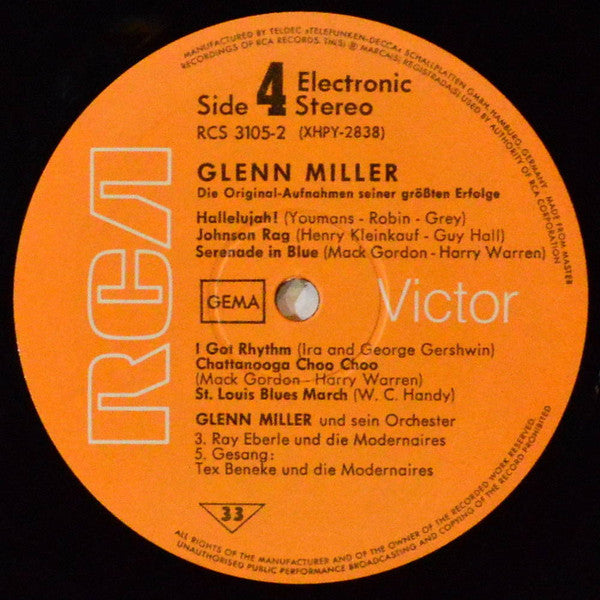 MANUFACTURED BY TELDEC »TELEFUNKEN-DECCA« SCHALLPLATTEN GMBH, HAMBURG, GERMANY. MADE FROM MASTER
RECORDINGS OF RCA RECORDS. TM(S) ® MARCA(S) REGISTRADA(S) USED BY AUTHORITY OF RCA CORPORATION
Side 4 Electronic Stereo
RCS 3105-2 (XHPY-2838)
GLENN MILLER
Die Original-Aufnahmen seiner größten Erfolge
Hallelujah! (Youmans - Robin - Grey)
Johnson Rag (Henry Kleinkauf - Guy Hall)
Serenade in Blue (Mack Gordon - Harry Warren)
RCA
GEMA
Victor
I Got Rhythm (Ira and George Gershwin)
Chattanooga Choo Choo
(Mack Gordon - Harry Warren)
St. Louis Blues March (W. C. Handy)
GLENN MILLER und sein Orchester
3. Ray Eberle und die Modernaires
5. Gesang:
Tex Beneke und die Modernaires
33
ALL RIGHTS OF THE MANUFACTURER AND OF THE OWNER OF THE RECORDED WORK RESERVED.
UNAUTHORISED PUBLIC PERFORMANCE BROADCASTING AND COPYING OF THE RECORD PROHIBITED